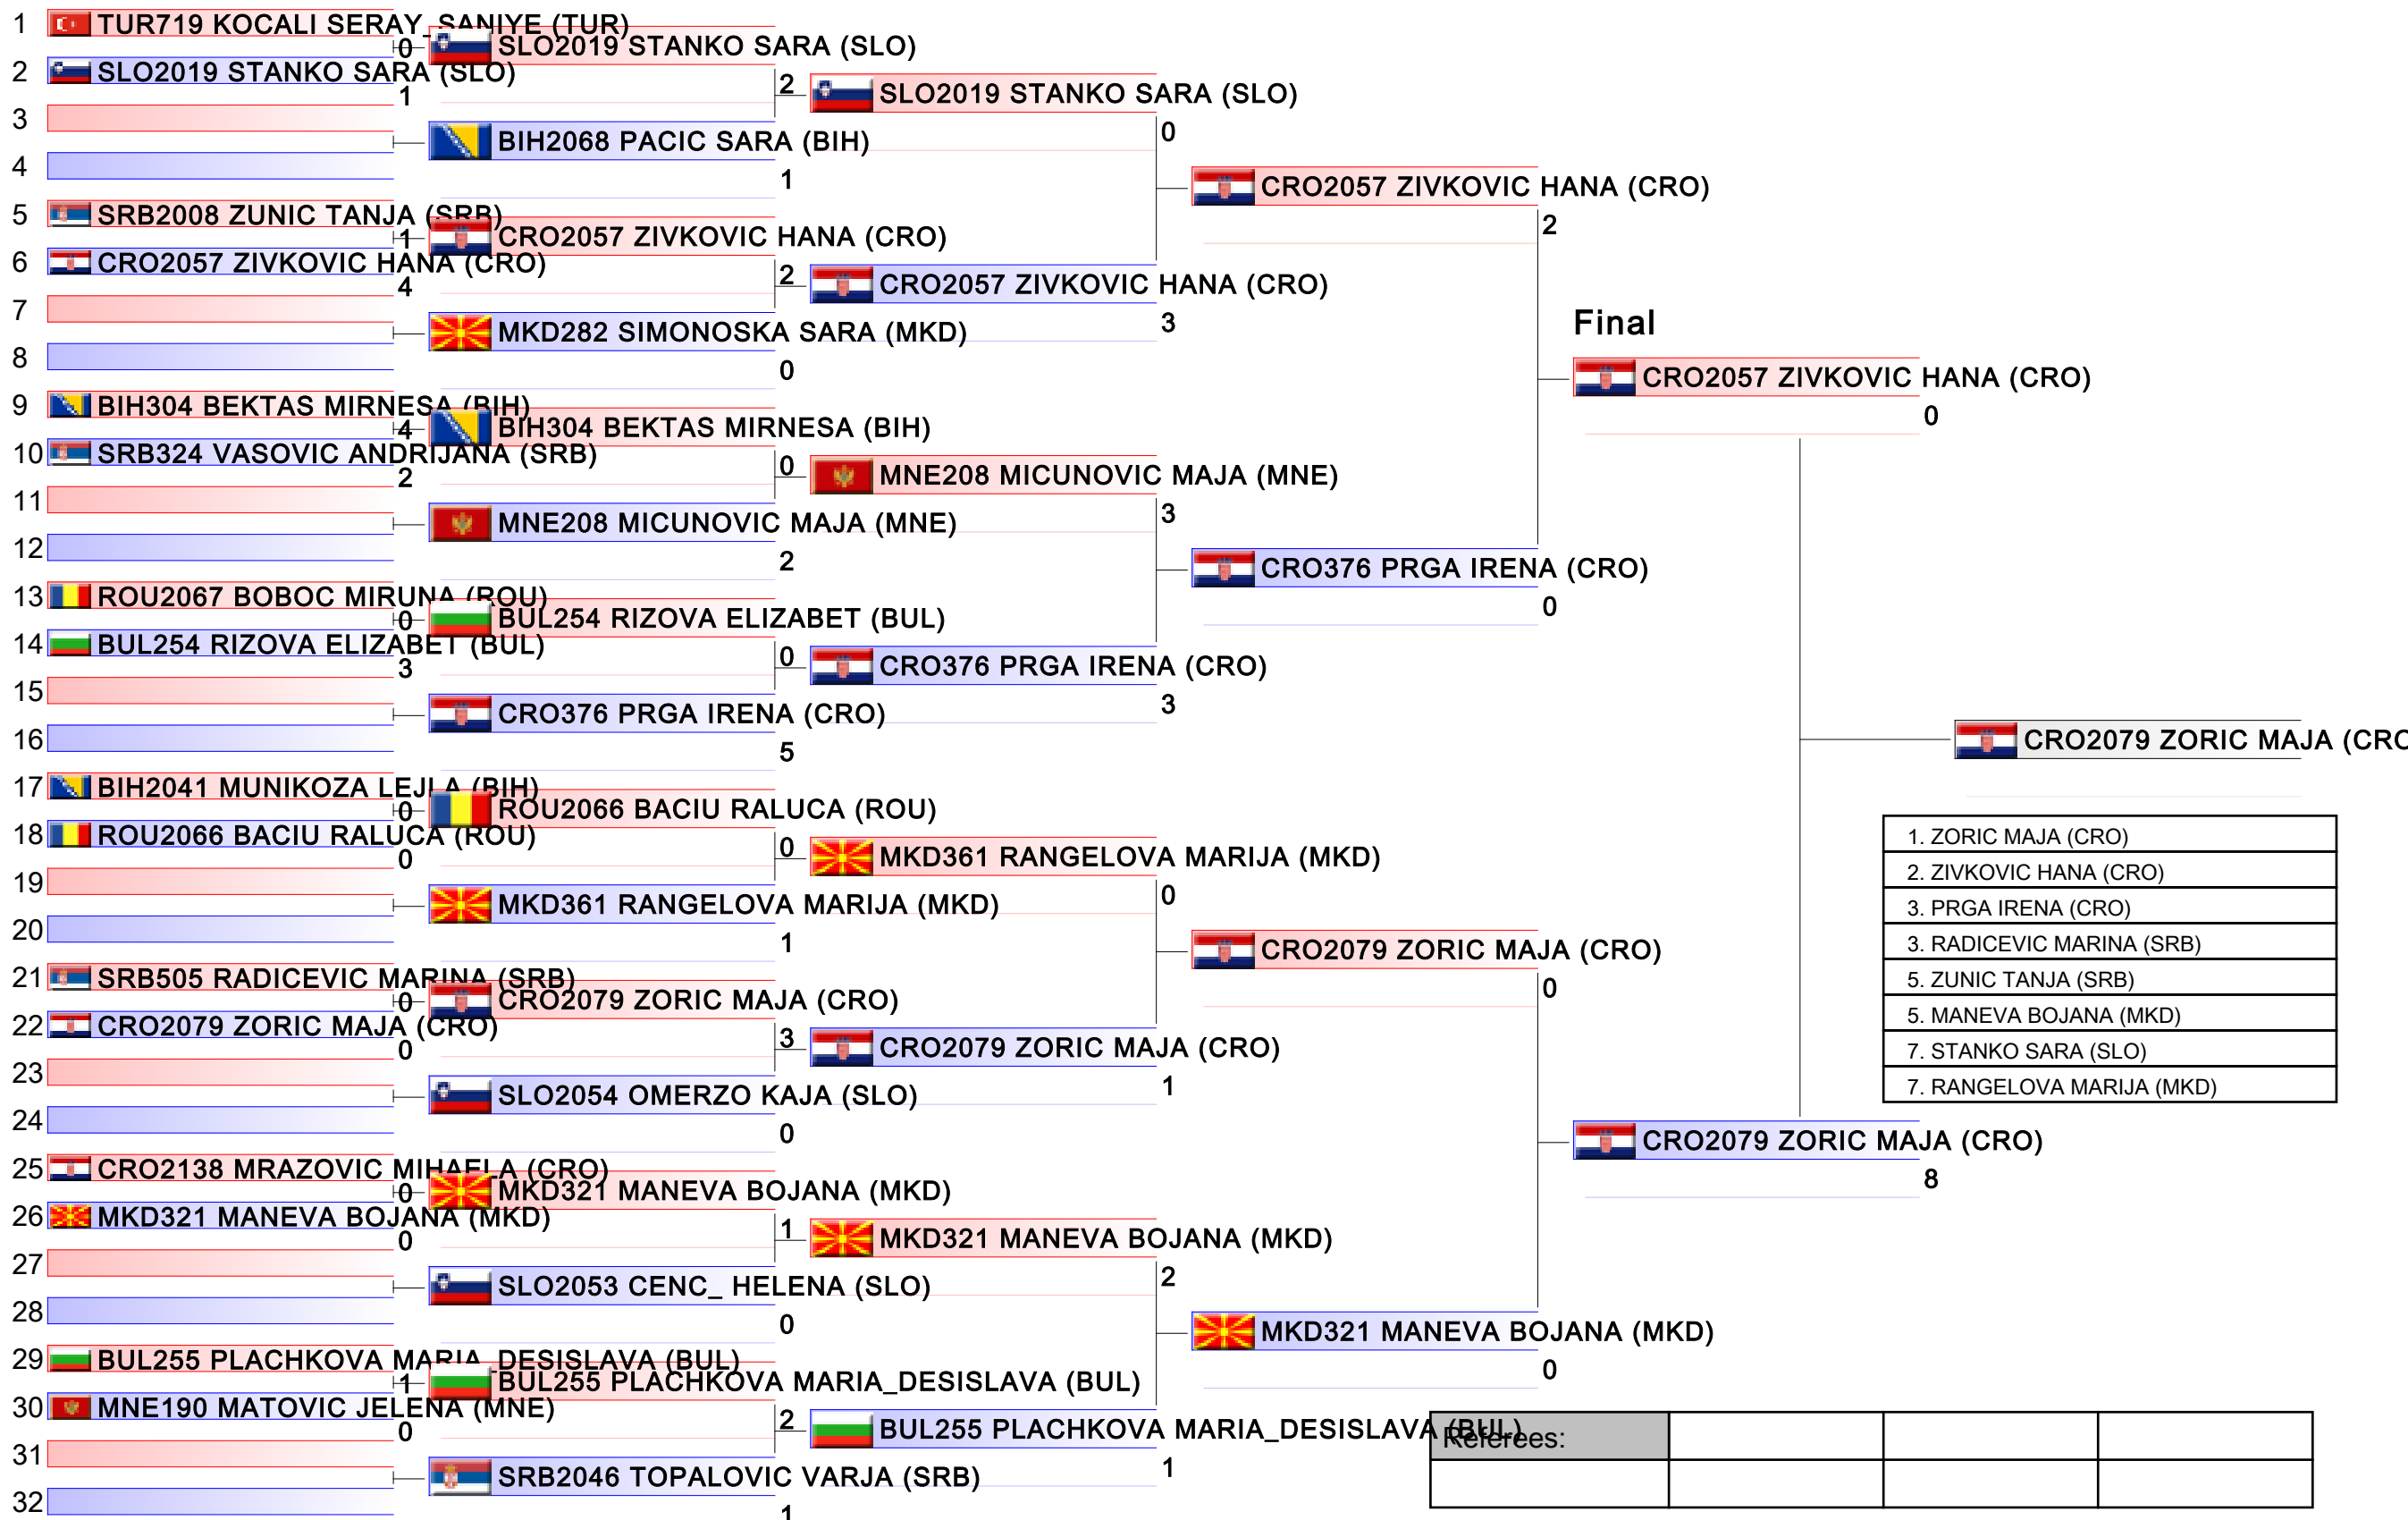 1 TUR719 KOCALI SERAY_SANIYE (TUR)
0
2 SLO2019 STANKO SARA (SLO)
1
3
4
5 SRB2008 ZUNIC TANJA (SRB)
1
6 CRO2057 ZIVKOVIC HANA (CRO)
4
7
8
9 BIH304 BEKTAS MIRNESA (BIH)
4
10 SRB324 VASOVIC ANDRIJANA (SRB)
2
11
12
13 ROU2067 BOBOC MIRUNA (ROU)
0
14 BUL254 RIZOVA ELIZABET (BUL)
3
15
16
17 BIH2041 MUNIKOZA LEJLA (BIH)
0
18 ROU2066 BACIU RALUCA (ROU)
0
19
20
21 SRB505 RADICEVIC MARINA (SRB)
0
22 CRO2079 ZORIC MAJA (CRO)
0
23
24
25 CRO2138 MRAZOVIC MIHAELA (CRO)
0
26 MKD321 MANEVA BOJANA (MKD)
0
27
28
29 BUL255 PLACHKOVA MARIA_DESISLAVA (BUL)
1
30 MNE190 MATOVIC JELENA (MNE)
0
31
32
SLO2019 STANKO SARA (SLO)
2
BIH2068 PACIC SARA (BIH)
1
CRO2057 ZIVKOVIC HANA (CRO)
2
MKD282 SIMONOSKA SARA (MKD)
0
BIH304 BEKTAS MIRNESA (BIH)
0
MNE208 MICUNOVIC MAJA (MNE)
2
BUL254 RIZOVA ELIZABET (BUL)
0
CRO376 PRGA IRENA (CRO)
5
ROU2066 BACIU RALUCA (ROU)
0
MKD361 RANGELOVA MARIJA (MKD)
1
CRO2079 ZORIC MAJA (CRO)
3
SLO2054 OMERZO KAJA (SLO)
0
MKD321 MANEVA BOJANA (MKD)
1
SLO2053 CENC_ HELENA (SLO)
0
BUL255 PLACHKOVA MARIA_DESISLAVA (BUL)
2
SRB2046 TOPALOVIC VARJA (SRB)
1
SLO2019 STANKO SARA (SLO)
0
CRO2057 ZIVKOVIC HANA (CRO)
3
MNE208 MICUNOVIC MAJA (MNE)
3
CRO376 PRGA IRENA (CRO)
3
MKD361 RANGELOVA MARIJA (MKD)
0
CRO2079 ZORIC MAJA (CRO)
1
MKD321 MANEVA BOJANA (MKD)
2
BUL255 PLACHKOVA MARIA_DESISLAVA (BUL)
1
CRO2057 ZIVKOVIC HANA (CRO)
2
CRO376 PRGA IRENA (CRO)
0
CRO2079 ZORIC MAJA (CRO)
0
MKD321 MANEVA BOJANA (MKD)
0
Final
CRO2057 ZIVKOVIC HANA (CRO)
0
CRO2079 ZORIC MAJA (CRO)
8
CRO2079 ZORIC MAJA (CRO
1. ZORIC MAJA (CRO)
2. ZIVKOVIC HANA (CRO)
3. PRGA IRENA (CRO)
3. RADICEVIC MARINA (SRB)
5. ZUNIC TANJA (SRB)
5. MANEVA BOJANA (MKD)
7. STANKO SARA (SLO)
7. RANGELOVA MARIJA (MKD)
Referees: